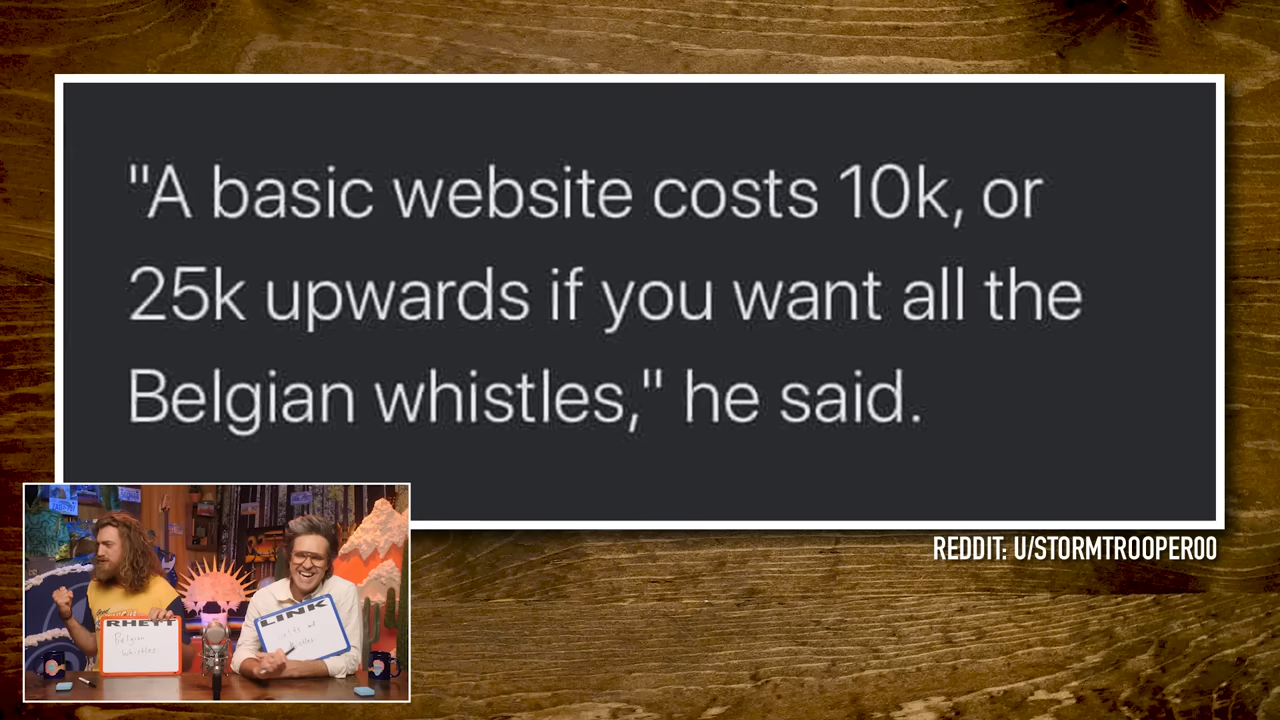 "A basic website costs 10k, or
25k upwards if you want all the
Belgian whistles," he said.
REDDIT: U/STORMTROOPER00
RHETT
Belgian
Whistles
LINK